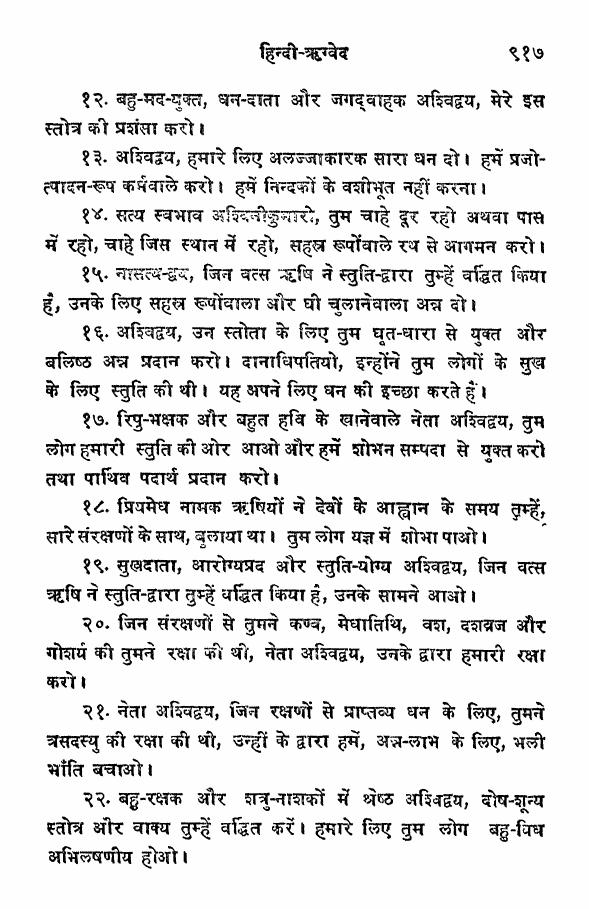 हिन्दी-ऋग्वेद ९१७
१२. बहु-मद-युक्त, धन-दाता और जगद्वाहक अश्विद्वय, मेरे इस
स्तोत्र की प्रशंसा करो।
१३. अश्विद्वय, हमारे लिए अलज्जाकारक सारा धन दो। हमें प्रजो-
त्पादन-रूप कर्मवाले करो। हमें निन्दकों के वशीभूत नहीं करना।
१४. सत्य स्वभाव अश्विनीकुमारो, तुम चाहे दूर रहो अथवा पास
में रहो, चाहे जिस स्थान में रहो, सहस्र रूपोंवाले रथ से आगमन करो।
१५. नासत्य-द्वय, जिन वत्स ऋषि ने स्तुति-द्वारा तुम्हें वर्द्धित किया
है, उनके लिए सहस्र रूपोंवाला और घी चुलानेवाला अन्न दो।
१६. अश्विद्वय, उन स्तोता के लिए तुम घृत-धारा से युक्त और
बलिष्ठ अन्न प्रदान करो। दानाधिपतियो, इन्होंने तुम लोगों के सुख
के लिए स्तुति की थी। यह अपने लिए धन की इच्छा करते हैं।
१७. रिपु-भक्षक और बहुत हवि के खानेवाले नेता अश्विद्वय, तुम
लोग हमारी स्तुति की ओर आओ और हमें शोभन सम्पदा से युक्त करो
तथा पार्थिव पदार्थ प्रदान करो।
१८. प्रियमेध नामक ऋषियों ने देवों के आह्वान के समय तुम्हें,
सारे संरक्षणों के साथ, बुलाया था। तुम लोग यज्ञ में शोभा पाओ।
१९. सुखदाता, आरोग्यप्रद और स्तुति-योग्य अश्विद्वय, जिन वत्स
ऋषि ने स्तुति-द्वारा तुम्हें वर्द्धित किया है, उनके सामने आओ।
२०. जिन संरक्षणों से तुमने कण्व, मेधातिथि, वश, दशव्रज और
गोशर्य की तुमने रक्षा की थी, नेता अश्विद्वय, उनके द्वारा हमारी रक्षा
करो।
२१. नेता अश्विद्वय, जिन रक्षणों से प्राप्तव्य धन के लिए, तुमने
त्रसदस्यु की रक्षा की थी, उन्हीं के द्वारा हमें, अन्न-लाभ के लिए, भली
भाँति बचाओ।
२२. बहु-रक्षक और शत्रु-नाशकों में श्रेष्ठ अश्विद्वय, दोष-शून्य
स्तोत्र और वाक्य तुम्हें वर्द्धित करें। हमारे लिए तुम लोग बहु-विध
अभिलषणीय होओ।